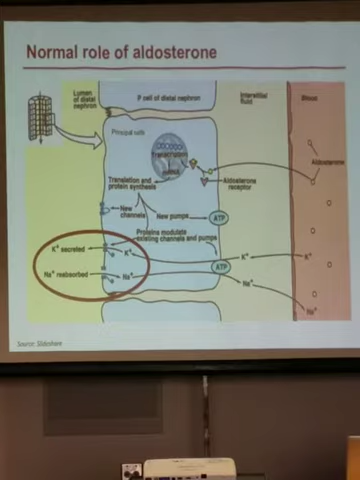 Normal role of aldosterone
Lumen
of distal
nephron
P cell of distal nephron
Interstitial
fluid
Blood
Principal cells
Transcription
mRNA
Aldosterone
Translation and
protein synthesis
Aldosterone
receptor
New
channels
New pumps
ATP
Proteins modulate
existing channels and pumps
K+ secreted
K+
ATP
K+
K+
Na+ reabsorbed
Na+
Na+
Na+
Source: Slideshare